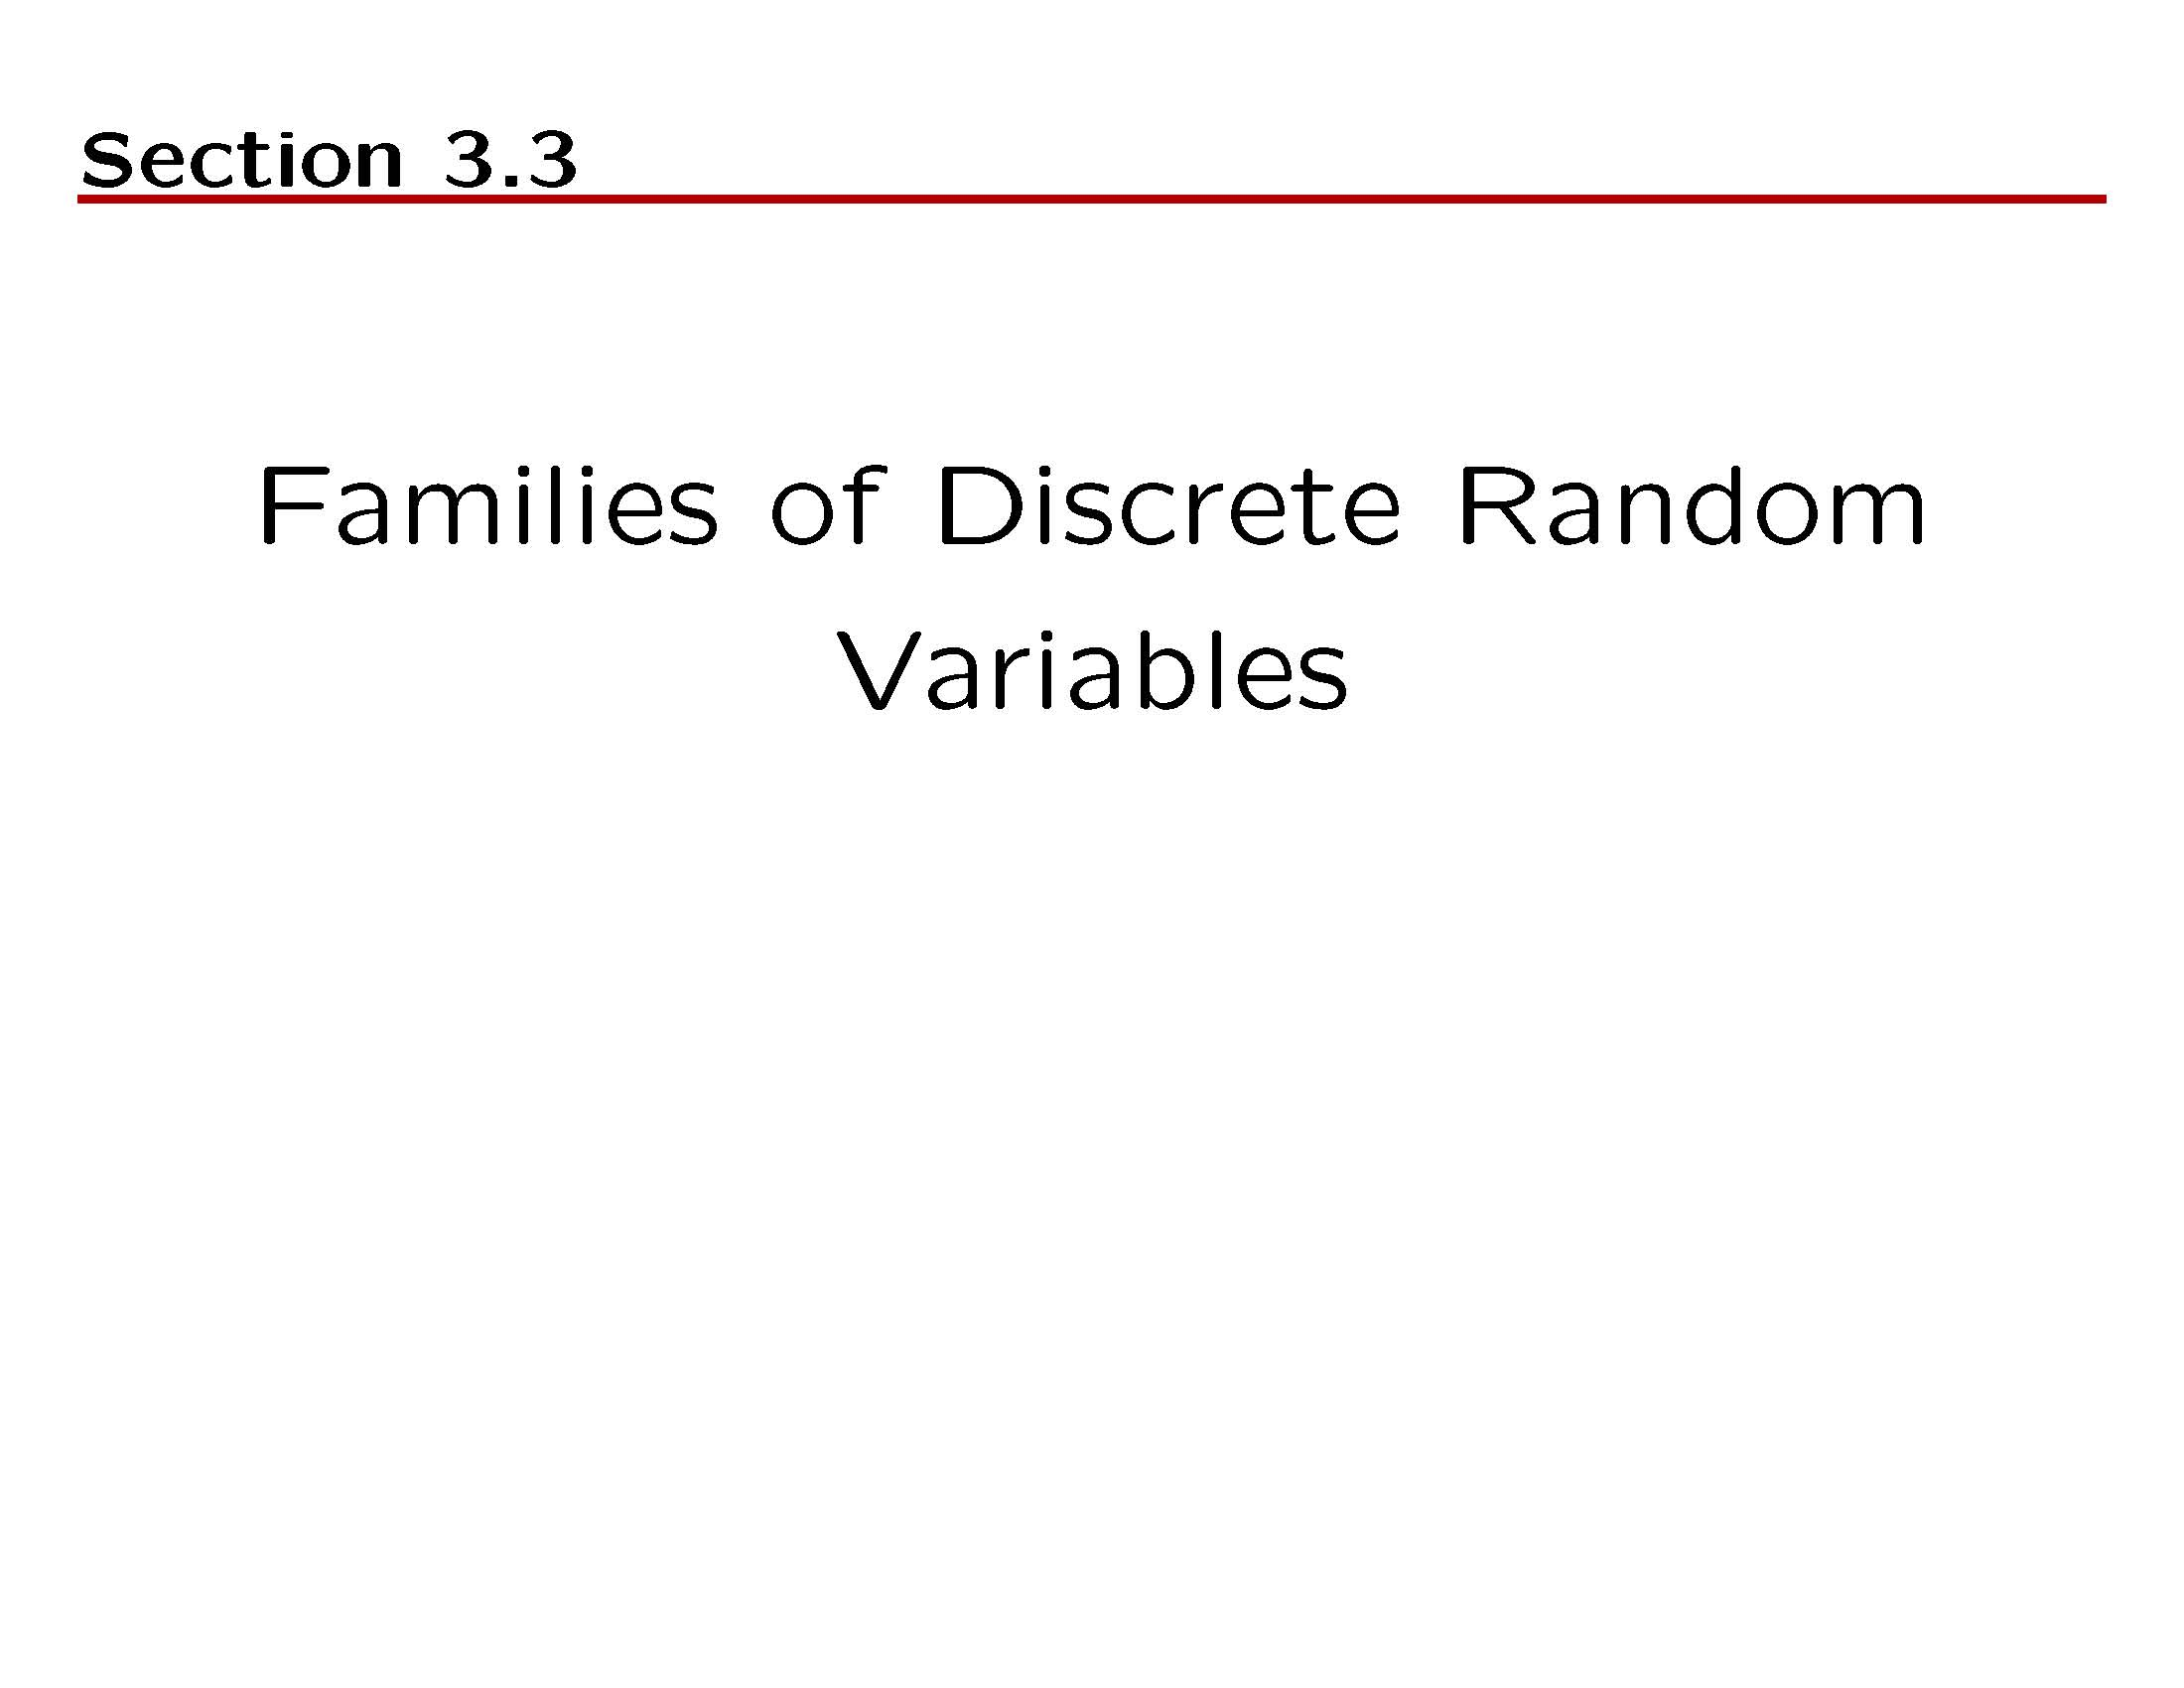 Section 3.3
Families of Discrete Random
Variables